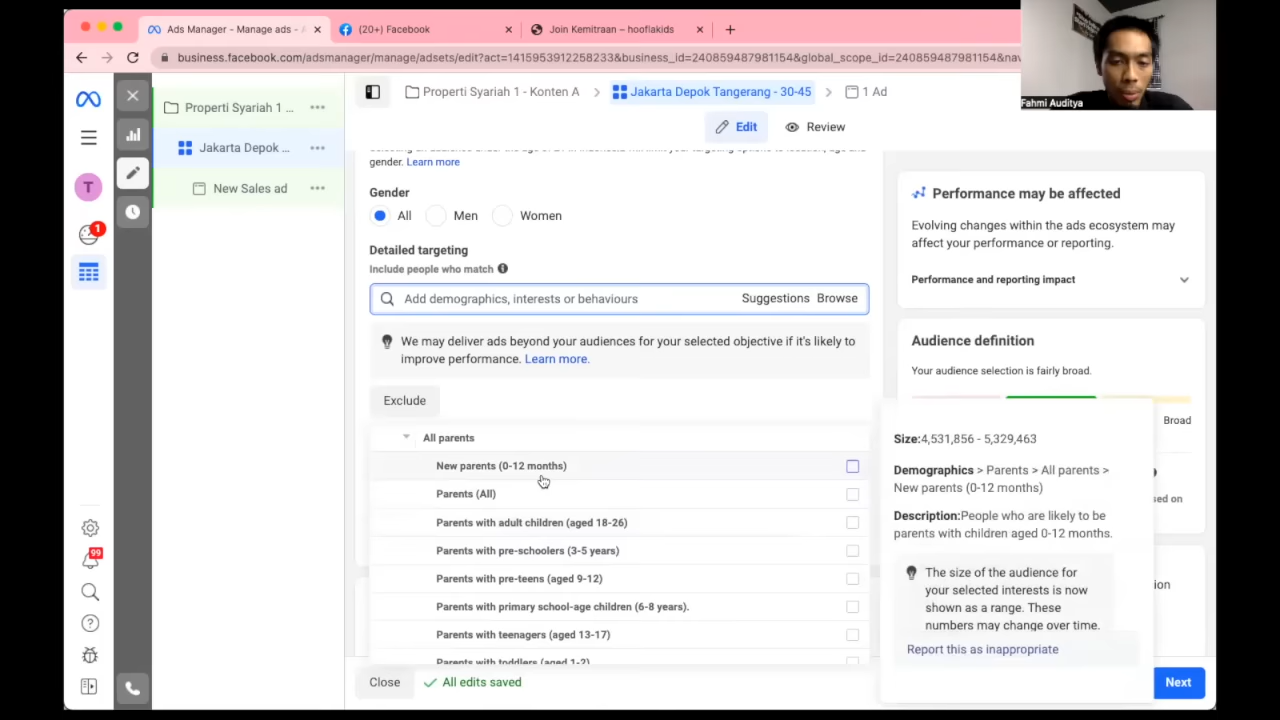 Ads Manager - Manage ads - A
(20+) Facebook
Join Kemitraan – hooflakids
business.facebook.com/adsmanager/manage/adsets/edit?act=1415953912258233&business_id=240859487981154&global_scope_id=240859487981154&nav
Fahmi Auditya
Properti Syariah 1 ...
Jakarta Depok ...
New Sales ad
T
1
99
Properti Syariah 1 - Konten A
Jakarta Depok Tangerang - 30-45
1 Ad
Edit
Review
gender. Learn more
Gender
All
Men
Women
Detailed targeting
Include people who match
Add demographics, interests or behaviours
Suggestions
Browse
We may deliver ads beyond your audiences for your selected objective if it's likely to
improve performance. Learn more.
Exclude
All parents
New parents (0-12 months)
Parents (All)
Parents with adult children (aged 18-26)
Parents with pre-schoolers (3-5 years)
Parents with pre-teens (aged 9-12)
Parents with primary school-age children (6-8 years).
Parents with teenagers (aged 13-17)
Parents with toddlers (aged 1-2)
Close
All edits saved
Next
Performance may be affected
Evolving changes within the ads ecosystem may
affect your performance or reporting.
Performance and reporting impact
Audience definition
Your audience selection is fairly broad.
Broad
Size:4,531,856 - 5,329,463
Demographics > Parents > All parents >
New parents (0-12 months)
Description:People who are likely to be
parents with children aged 0-12 months.
The size of the audience for
your selected interests is now
shown as a range. These
numbers may change over time.
Report this as inappropriate